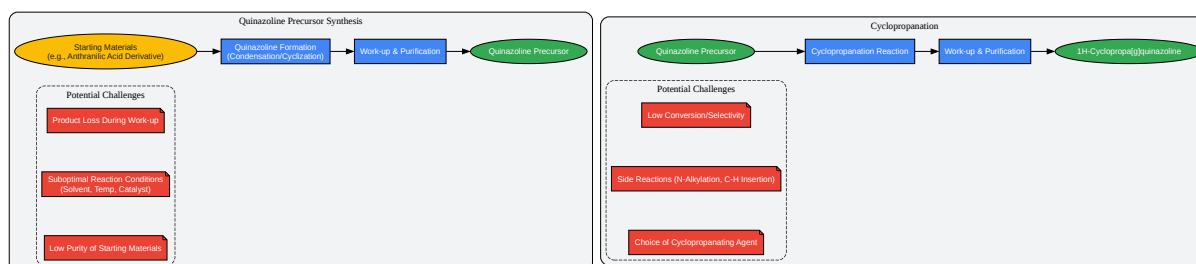 Quinazoline Precursor Synthesis
Starting Materials
(e.g., Anthranilic Acid Derivative)
Quinazoline Formation
(Condensation/Cyclization)
Work-up & Purification
Quinazoline Precursor
Potential Challenges
Product Loss During Work-up
Suboptimal Reaction Conditions
(Solvent, Temp, Catalyst)
Low Purity of Starting Materials
Cyclopropanation
Quinazoline Precursor
Cyclopropanation Reaction
Work-up & Purification
1H-Cyclopropa[g]quinazoline
Potential Challenges
Low Conversion/Selectivity
Side Reactions (N-Alkylation, C-H Insertion)
Choice of Cyclopropanating Agent